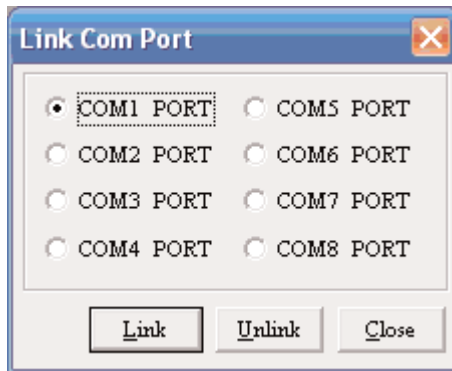 Link Com Port
COM1 PORT COM5 PORT
COM2 PORT COM6 PORT
COM3 PORT COM7 PORT
COM4 PORT COM8 PORT
Link Unlink Close